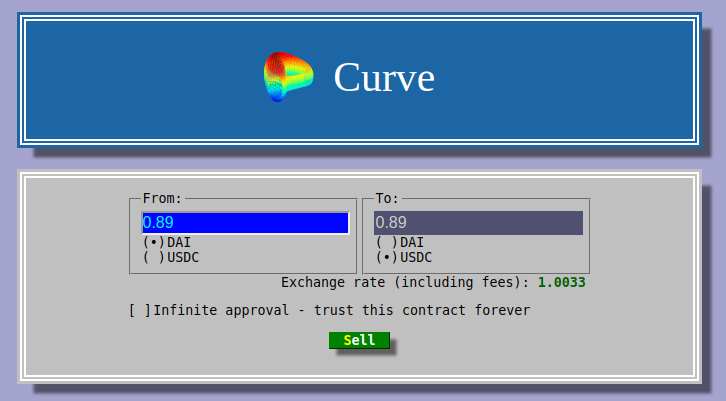 Curve
From: To:
0.89 0.89
(•)DAI ( )DAI
( )USDC (•)USDC
Exchange rate (including fees): 1.0033
[ ]Infinite approval - trust this contract forever
Sell